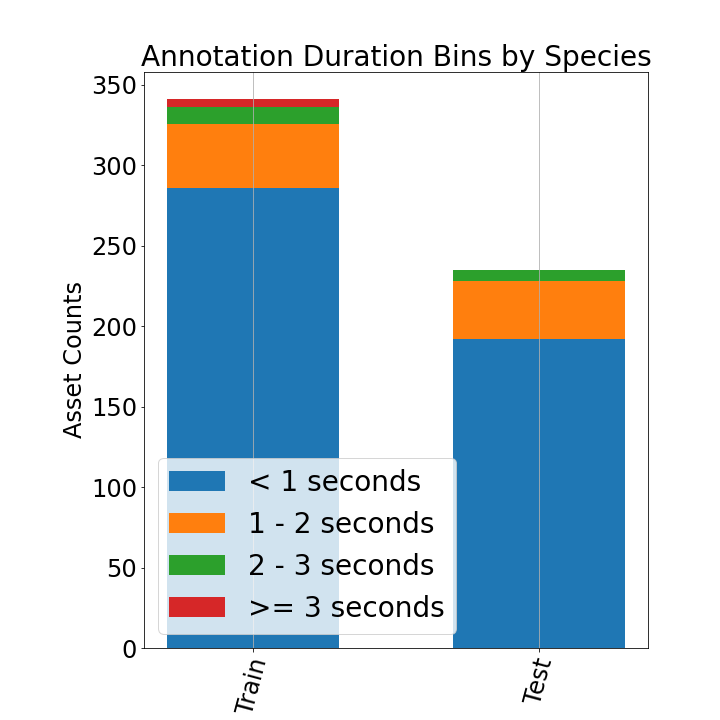 Annotation Duration Bins by Species
Asset Counts
350
300
250
200
150
100
50
0
< 1 seconds
1 - 2 seconds
2 - 3 seconds
>= 3 seconds
Train
Test